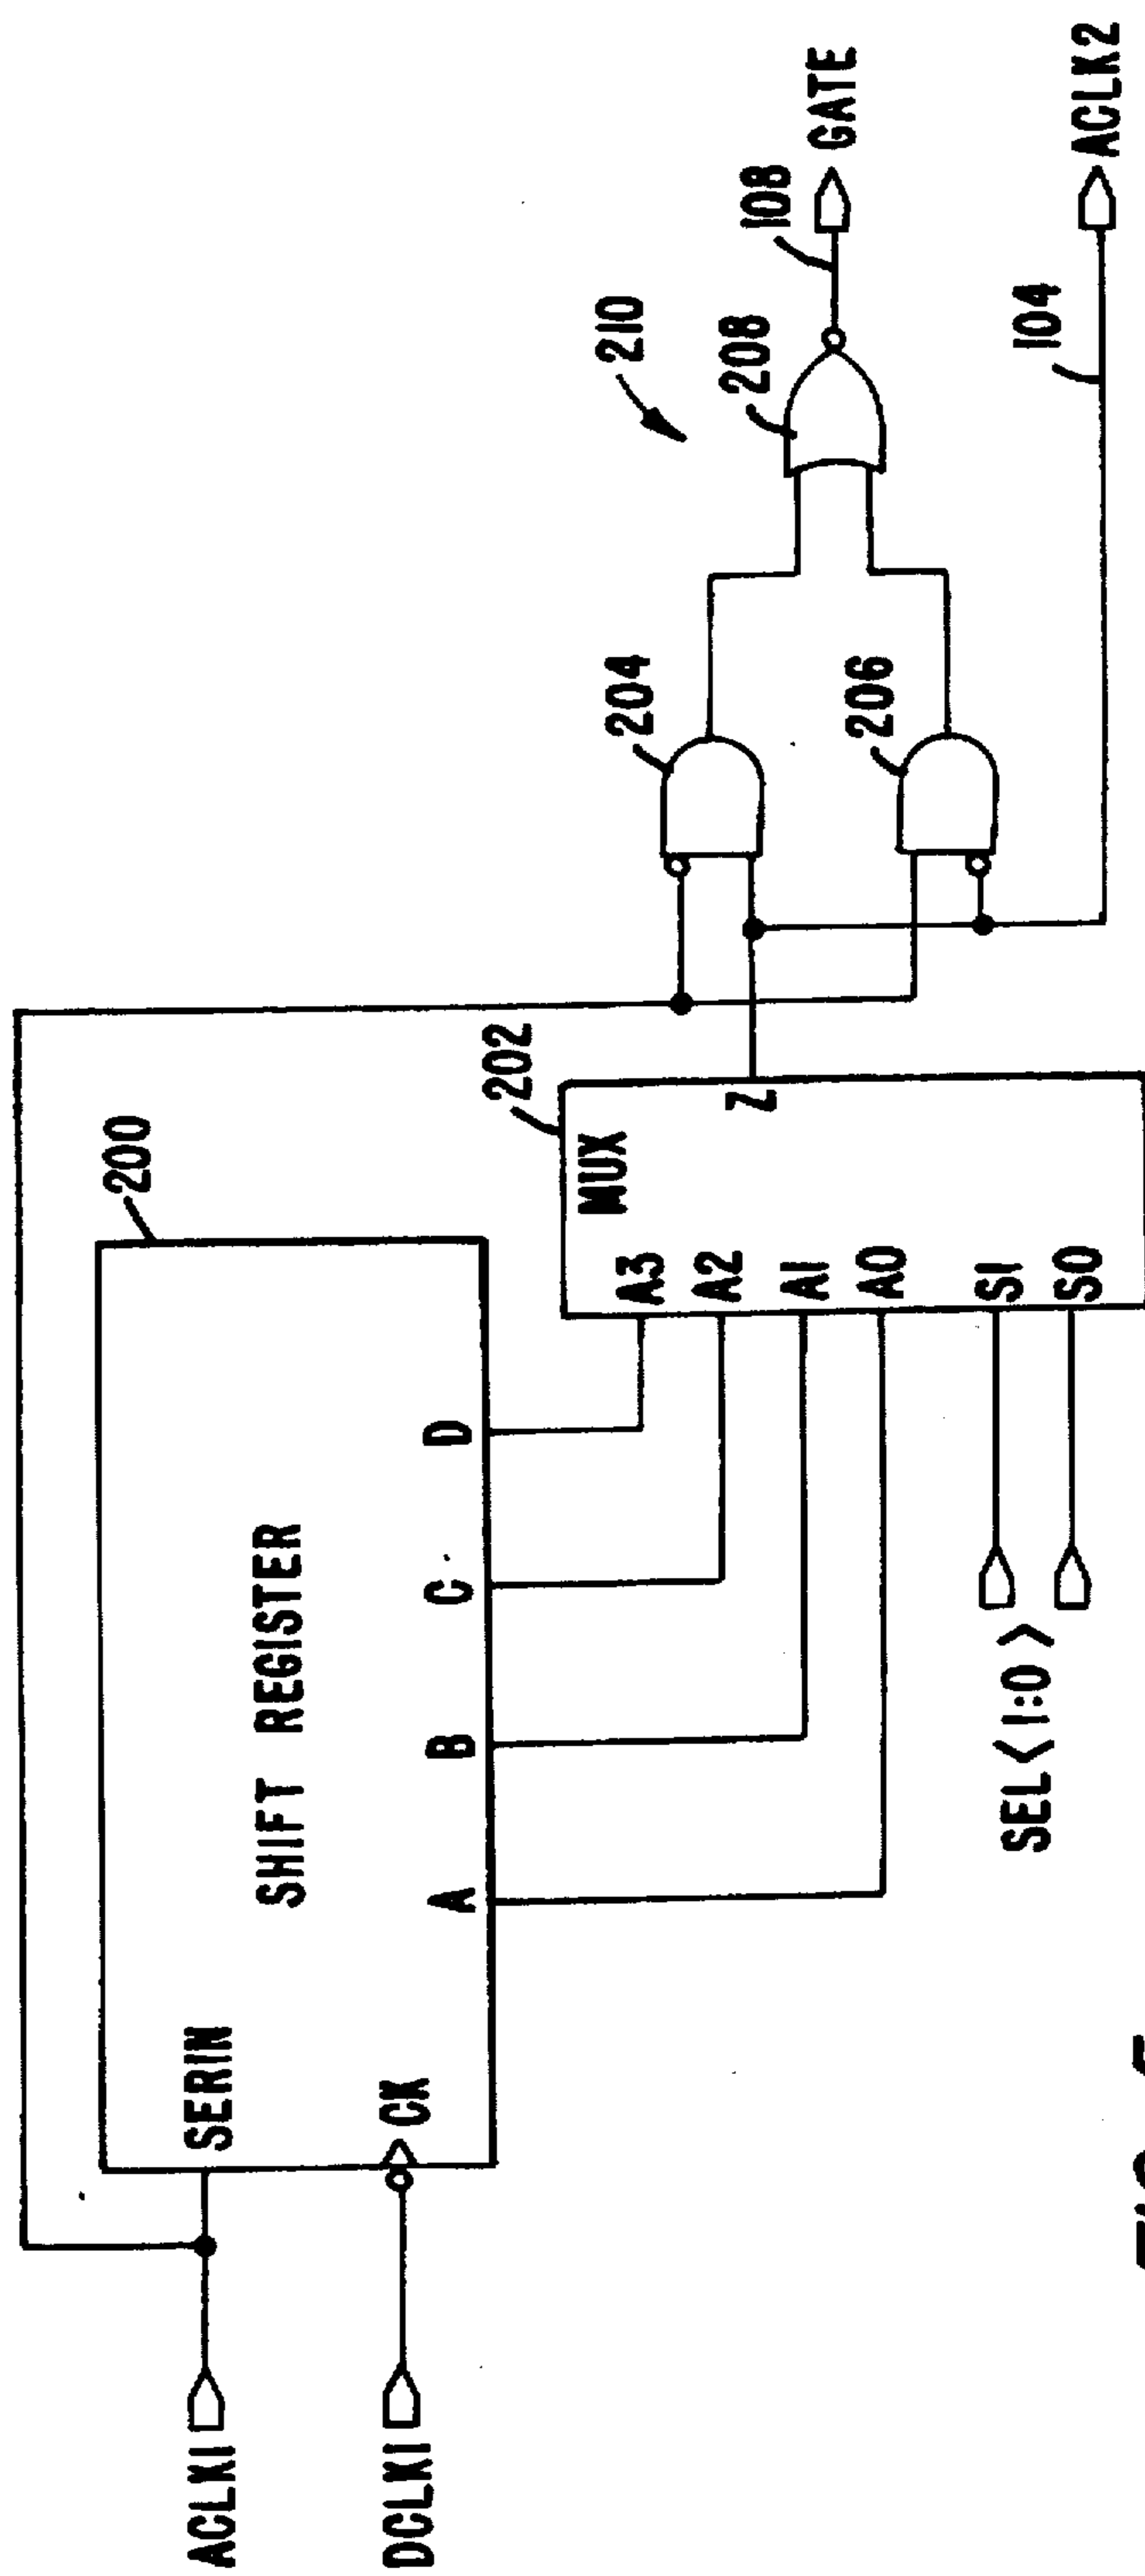 ACLK1
DCLK1
SERIN
CK
SHIFT REGISTER
200
A
B
C
D
SEL<1:0>
202
MUX
A3
A2
A1
A0
S1
S0
Z
204
206
210
208
108
GATE
104
ACLK2